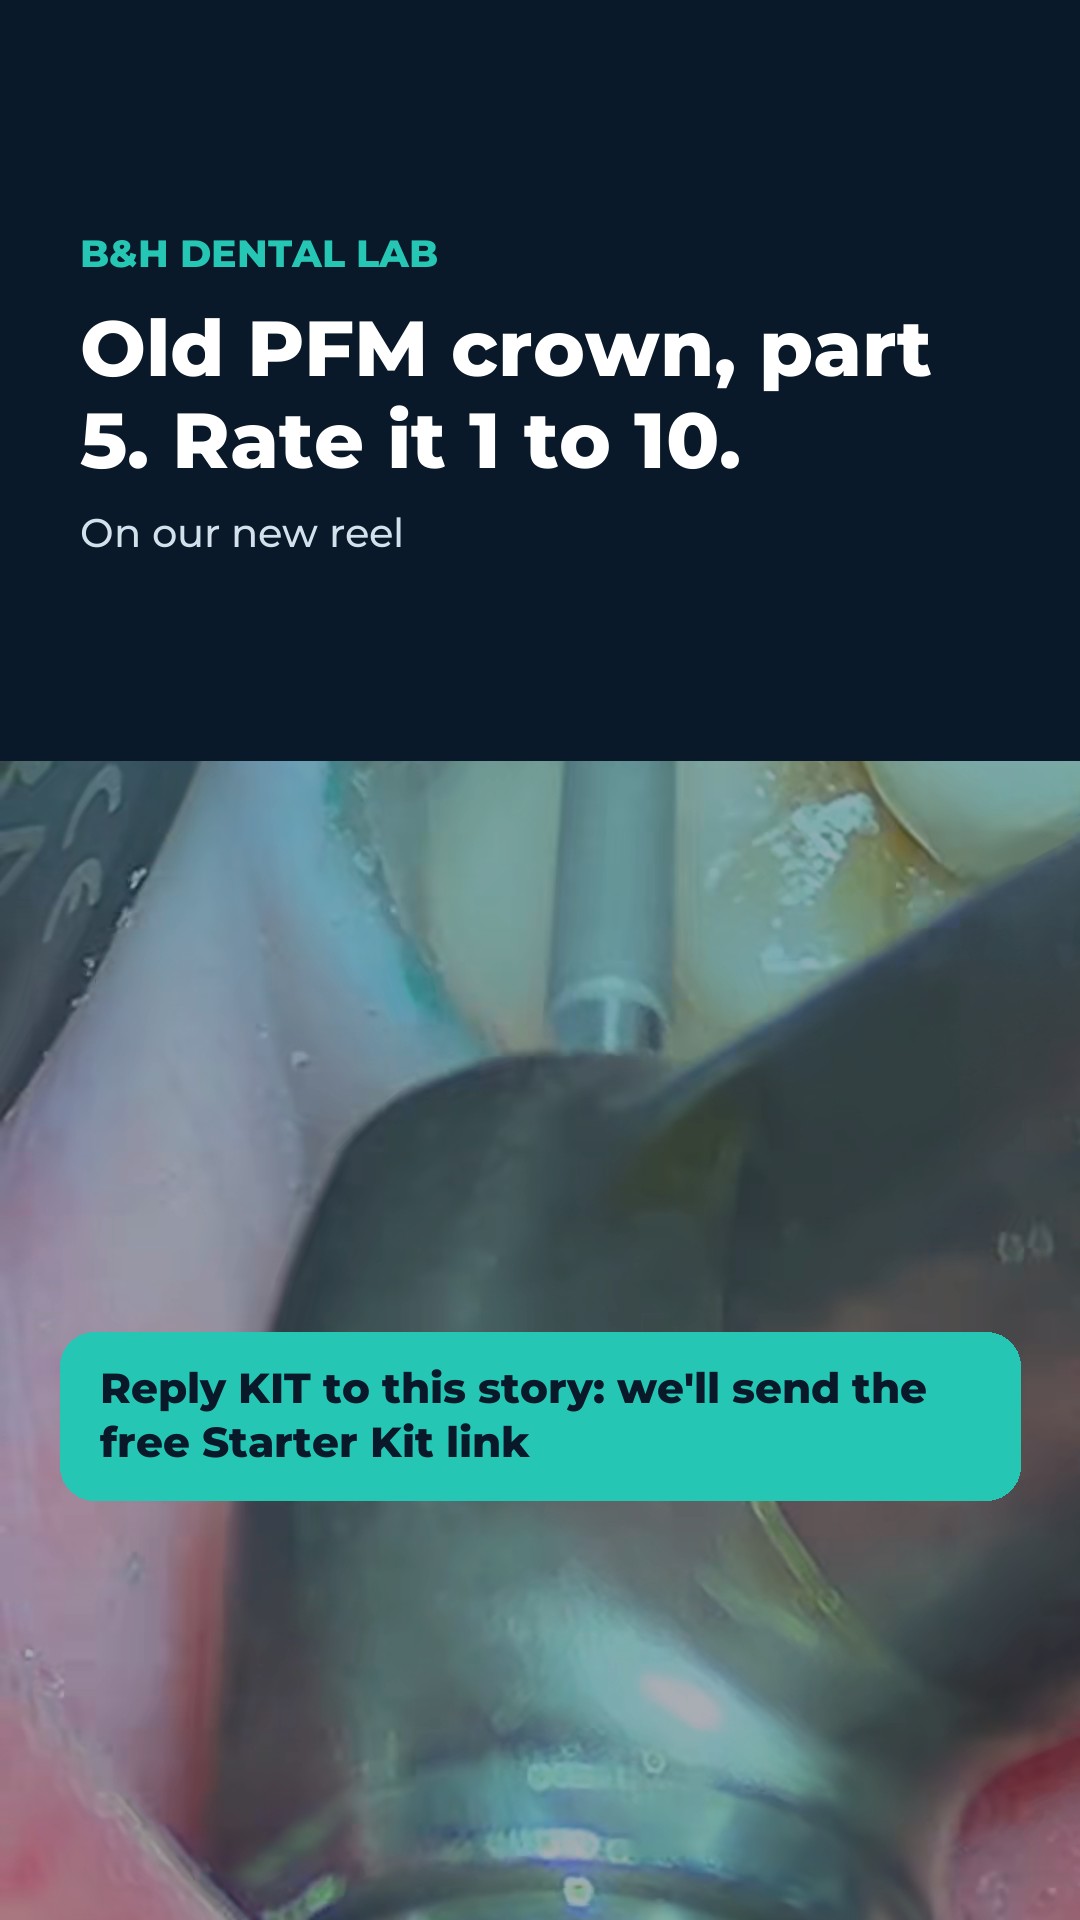 B&H DENTAL LAB
Old PFM crown, part
5. Rate it 1 to 10.
On our new reel
Reply KIT to this story: we'll send the
free Starter Kit link